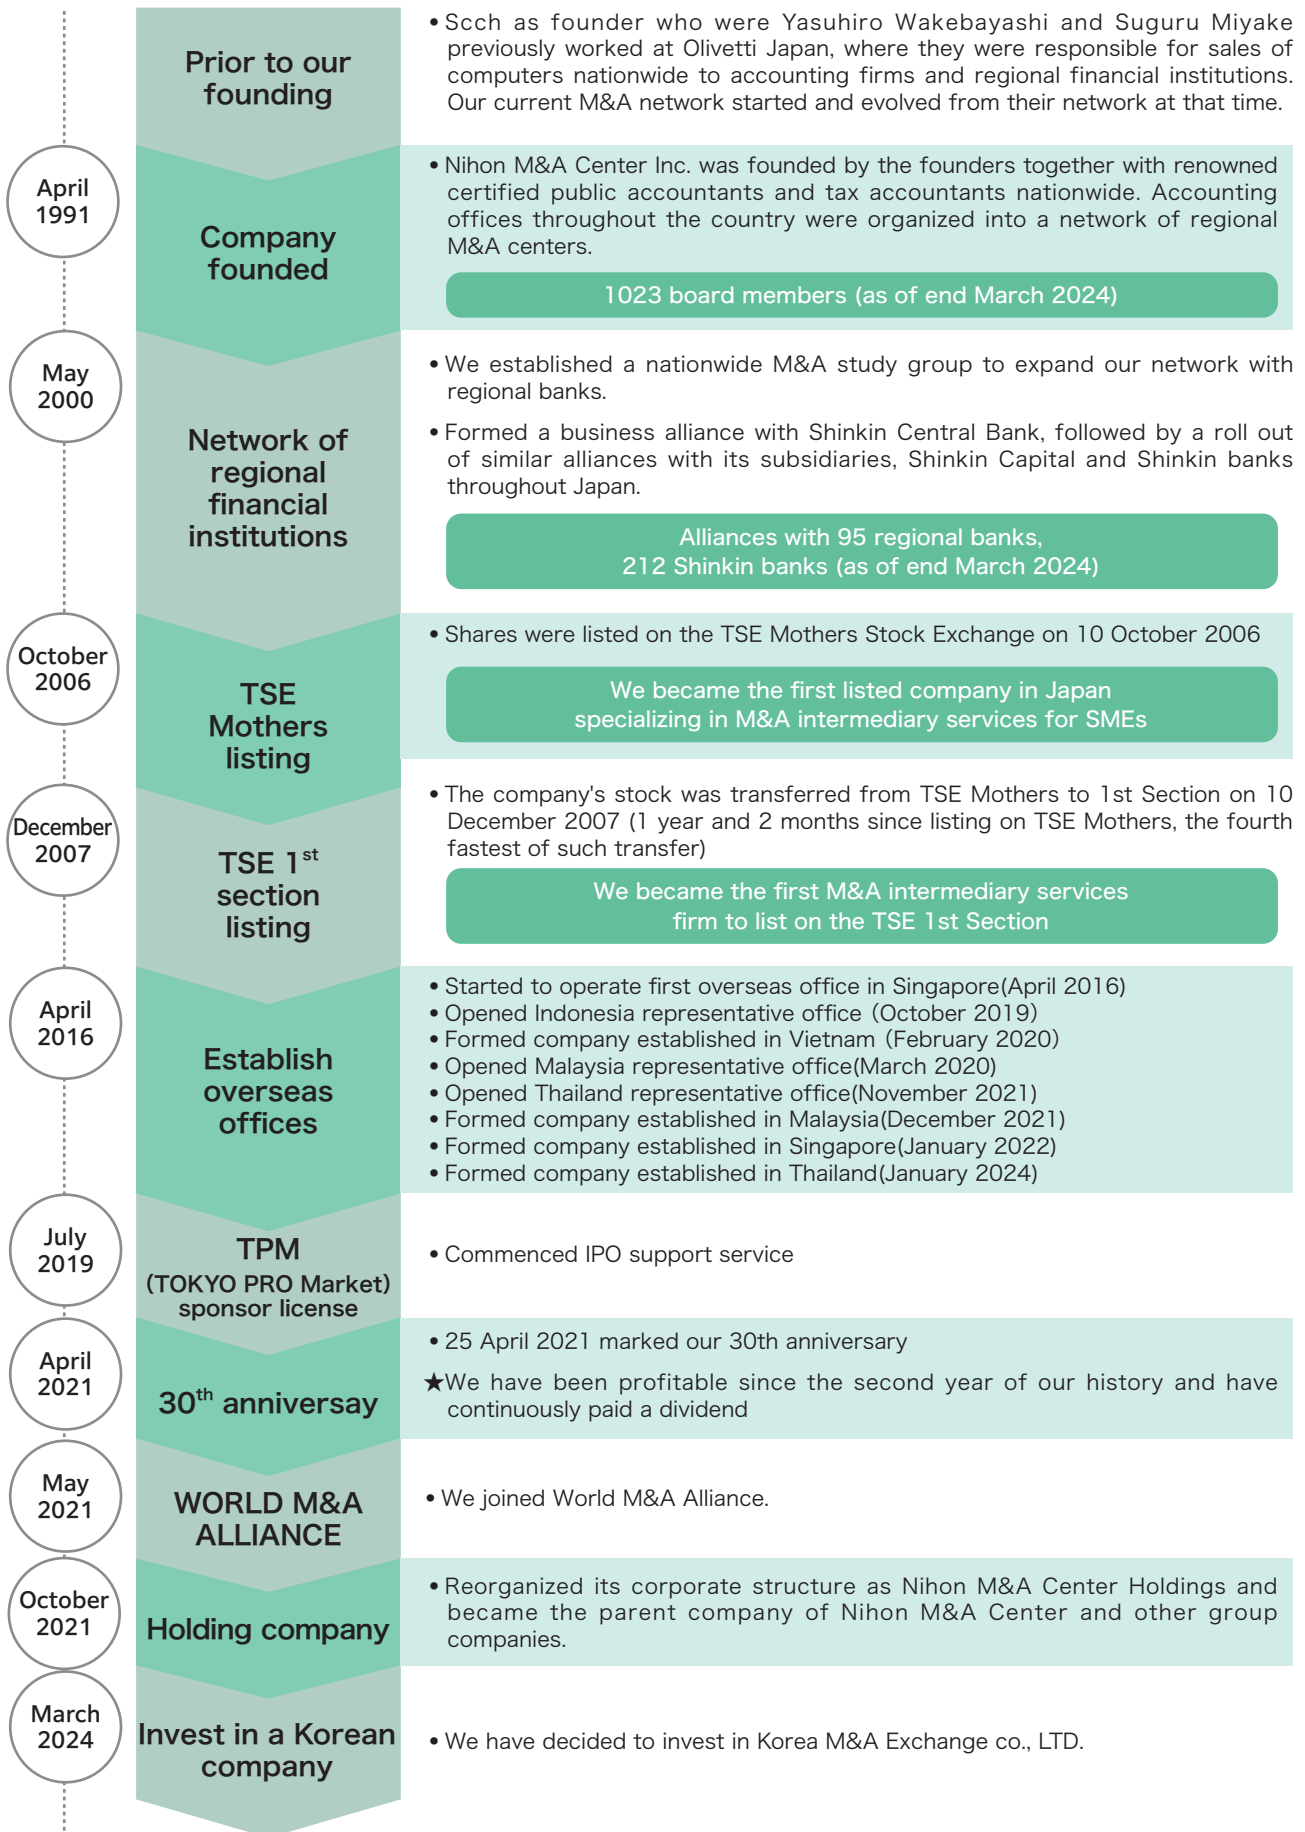 Prior to our
founding
• Scch as founder who were Yasuhiro Wakebayashi and Suguru Miyake
previously worked at Olivetti Japan, where they were responsible for sales of
computers nationwide to accounting firms and regional financial institutions.
Our current M&A network started and evolved from their network at that time.
April
1991
Company
founded
• Nihon M&A Center Inc. was founded by the founders together with renowned
certified public accountants and tax accountants nationwide. Accounting
offices throughout the country were organized into a network of regional
M&A centers.
1023 board members (as of end March 2024)
May
2000
Network of
regional
financial
institutions
• We established a nationwide M&A study group to expand our network with
regional banks.
• Formed a business alliance with Shinkin Central Bank, followed by a roll out
of similar alliances with its subsidiaries, Shinkin Capital and Shinkin banks
throughout Japan.
Alliances with 95 regional banks,
212 Shinkin banks (as of end March 2024)
October
2006
TSE
Mothers
listing
• Shares were listed on the TSE Mothers Stock Exchange on 10 October 2006
We became the first listed company in Japan
specializing in M&A intermediary services for SMEs
December
2007
TSE 1st
section
listing
• The company's stock was transferred from TSE Mothers to 1st Section on 10
December 2007 (1 year and 2 months since listing on TSE Mothers, the fourth
fastest of such transfer)
We became the first M&A intermediary services
firm to list on the TSE 1st Section
April
2016
Establish
overseas
offices
• Started to operate first overseas office in Singapore(April 2016)
• Opened Indonesia representative office（October 2019）
• Formed company established in Vietnam（February 2020）
• Opened Malaysia representative office(March 2020)
• Opened Thailand representative office(November 2021)
• Formed company established in Malaysia(December 2021)
• Formed company established in Singapore(January 2022)
• Formed company established in Thailand(January 2024)
July
2019
TPM
(TOKYO PRO Market)
sponsor license
• Commenced IPO support service
April
2021
30th anniversay
• 25 April 2021 marked our 30th anniversary
★We have been profitable since the second year of our history and have
continuously paid a dividend
May
2021
WORLD M&A
ALLIANCE
• We joined World M&A Alliance.
October
2021
Holding company
• Reorganized its corporate structure as Nihon M&A Center Holdings and
became the parent company of Nihon M&A Center and other group
companies.
March
2024
Invest in a Korean
company
• We have decided to invest in Korea M&A Exchange co., LTD.